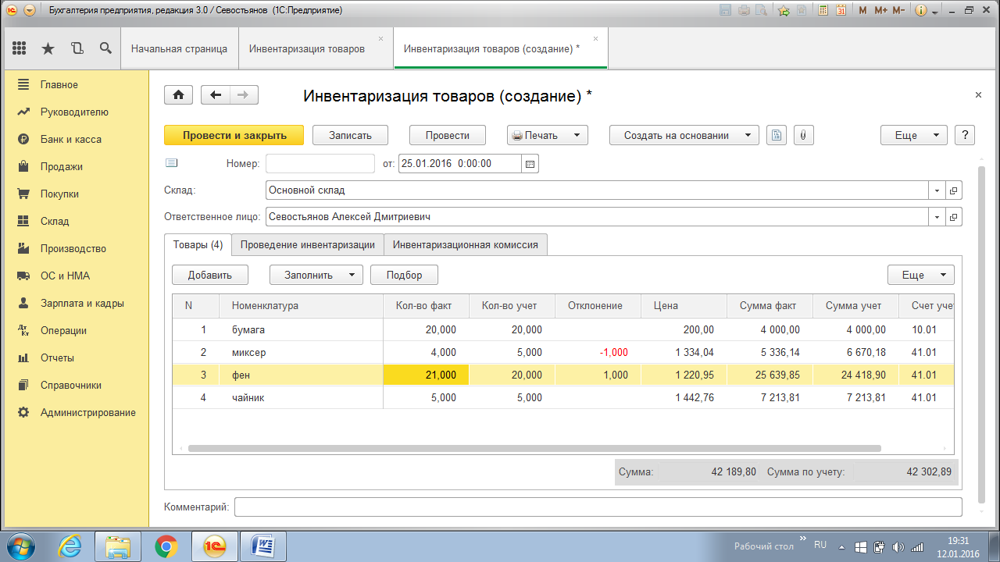 Бухгалтерия предприятия, редакция 3.0 / Севостьянов (1С:Предприятие)
M M+ M-
Начальная страница
Инвентаризация товаров
Инвентаризация товаров (создание) *
Главное
Руководителю
Банк и касса
Продажи
Покупки
Склад
Производство
ОС и НМА
Зарплата и кадры
Операции
Отчеты
Справочники
Администрирование
Инвентаризация товаров (создание) *
Провести и закрыть Записать Провести Печать Создать на основании Еще ?
Номер: от: 25.01.2016 0:00:00
Склад: Основной склад
Ответственное лицо: Севостьянов Алексей Дмитриевич
Товары (4) Проведение инвентаризации Инвентаризационная комиссия
Добавить Заполнить Подбор Еще
N Номенклатура Кол-во факт Кол-во учет Отклонение Цена Сумма факт Сумма учет Счет уче
1 бумага 20,000 20,000 200,00 4 000,00 4 000,00 10.01
2 миксер 4,000 5,000 -1,000 1 334,04 5 336,14 6 670,18 41.01
3 фен 21,000 20,000 1,000 1 220,95 25 639,85 24 418,90 41.01
4 чайник 5,000 5,000 1 442,76 7 213,81 7 213,81 41.01
Сумма: 42 189,80 Сумма по учету: 42 302,89
Комментарий:
Рабочий стол » RU 19:31
12.01.2016